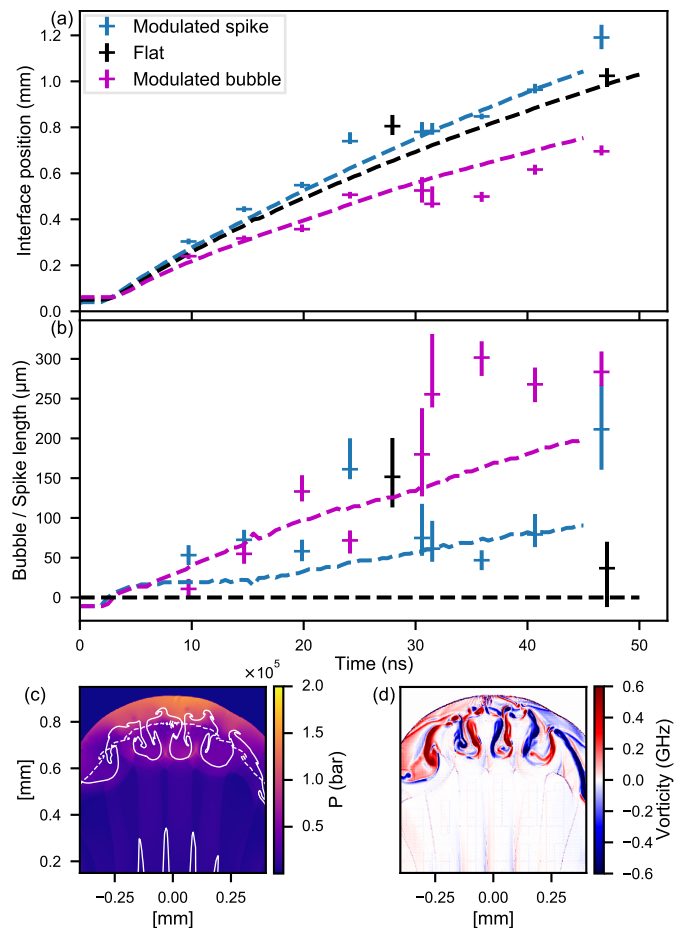 (a)
Modulated spike
Flat
Modulated bubble
Interface position (mm)
1.2
1.0
0.8
0.6
0.4
0.2
0.0
(b)
Bubble / Spike length (µm)
300
250
200
150
100
50
0
0 10 20 30 40 50
Time (ns)
(c)
×10⁵
[mm]
0.8
0.6
0.4
0.2
−0.25 0.00 0.25
[mm]
2.0
1.5
1.0
0.5
P (bar)
(d)
−0.25 0.00 0.25
[mm]
0.6
0.4
0.2
0.0
−0.2
−0.4
−0.6
Vorticity (GHz)